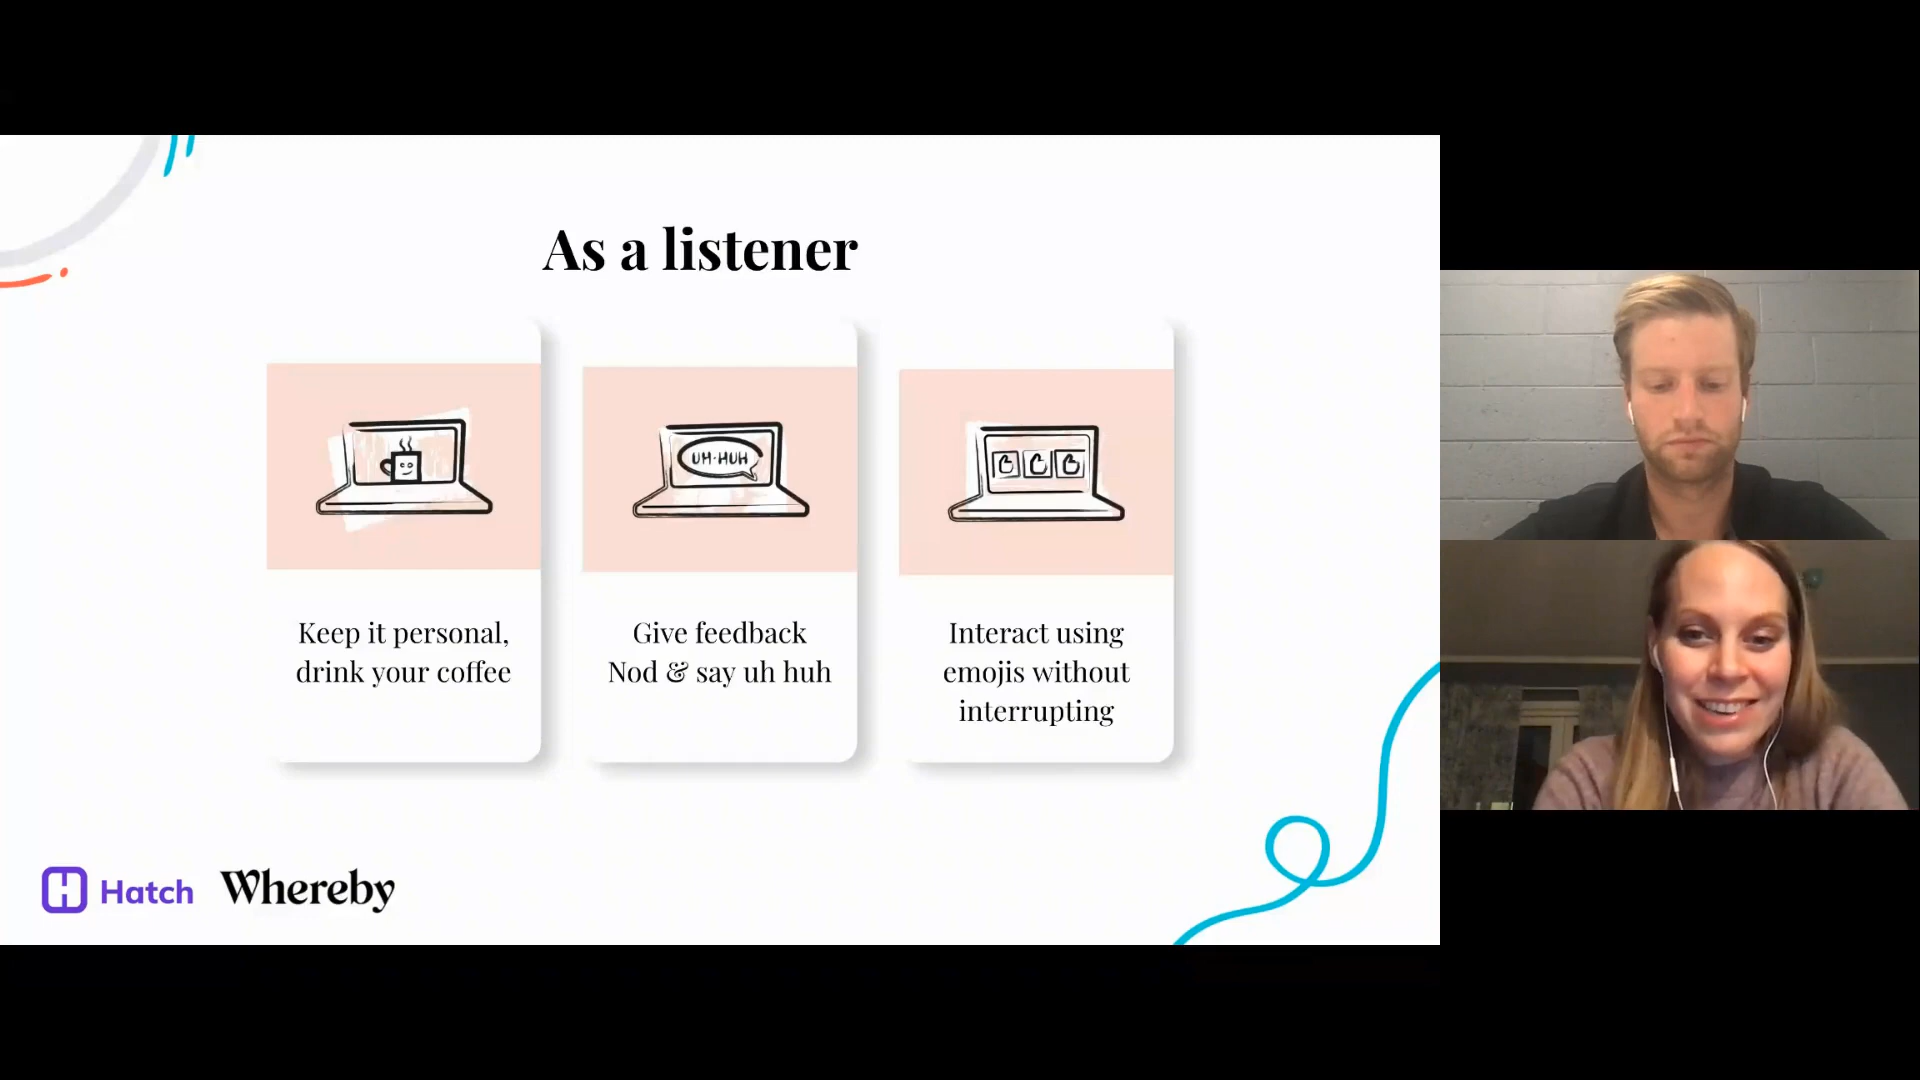 As a listener
UH-HUH
Keep it personal,
drink your coffee
Give feedback
Nod & say uh huh
Interact using
emojis without
interrupting
Hatch
Whereby